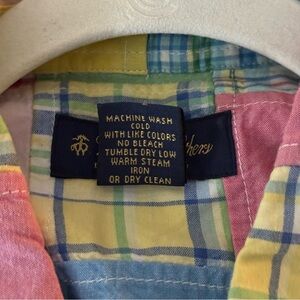 MACHINE WASH
COLD
WITH LIKE COLORS
NO BLEACH
TUMBLE DRY LOW
WARM STEAM
IRON
OR DRY CLEAN